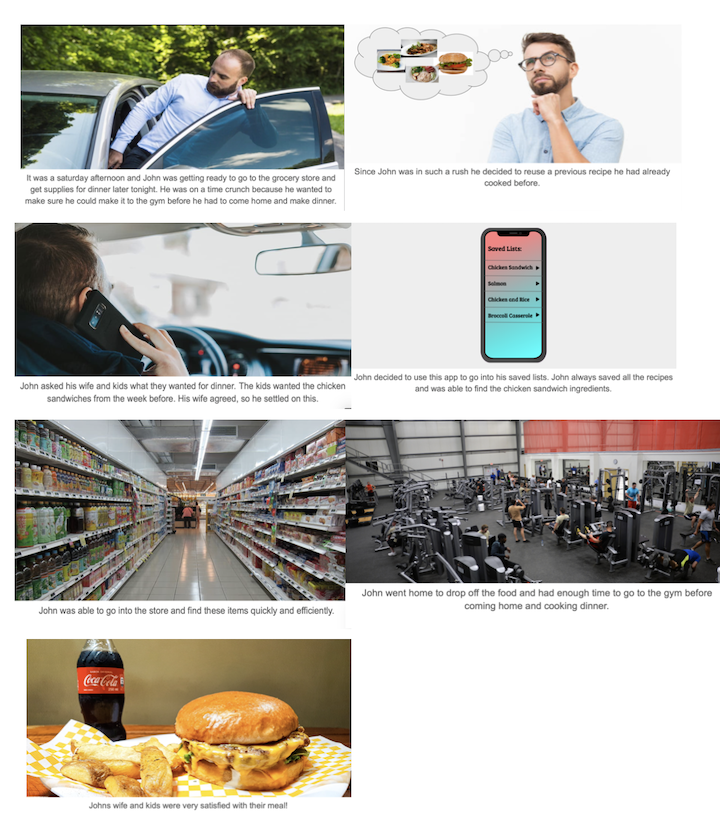 It was a saturday afternoon and John was getting ready to go to the grocery store and
get supplies for dinner later tonight. He was on a time crunch because he wanted to
make sure he could make it to the gym before he had to come home and make dinner.
Since John was in such a rush he decided to reuse a previous recipe he had already
cooked before.
John asked his wife and kids what they wanted for dinner. The kids wanted the chicken
sandwiches from the week before. His wife agreed, so he settled on this.
Saved Lists:
Chicken Sandwich
Salmon
Chicken and Rice
Broccoli Casserole
John decided to use this app to go into his saved lists. John always saved all the recipes
and was able to find the chicken sandwich ingredients.
John was able to go into the store and find these items quickly and efficiently.
John went home to drop off the food and had enough time to go to the gym before
coming home and cooking dinner.
Coca-Cola
Johns wife and kids were very satisfied with their meal!